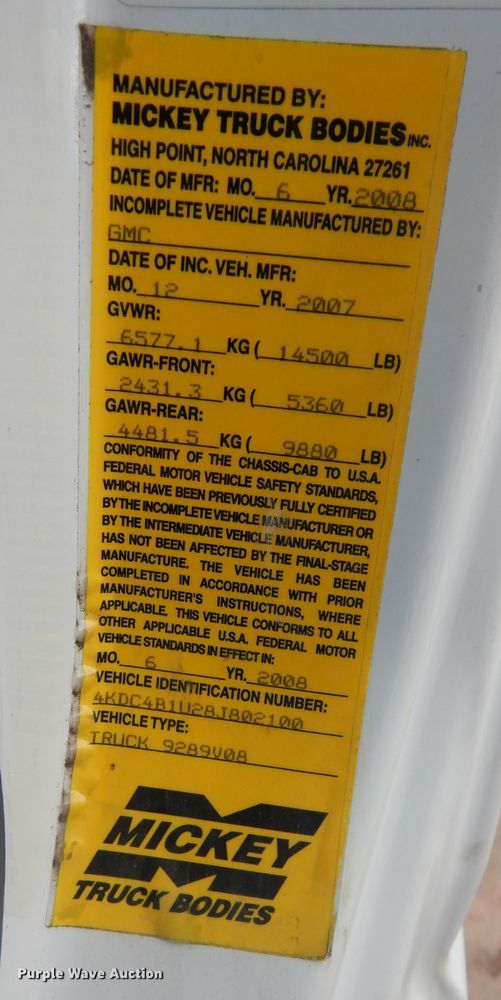 MANUFACTURED BY:
MICKEY TRUCK BODIES INC.
HIGH POINT, NORTH CAROLINA 27261
DATE OF MFR: MO. 6 YR. 2008
INCOMPLETE VEHICLE MANUFACTURED BY:
GMC
DATE OF INC. VEH. MFR:
MO. 12 YR. 2007
GVWR:
6577.1 KG ( 14500 LB)
GAWR-FRONT:
2431.3 KG ( 5360 LB)
GAWR-REAR:
4481.5 KG ( 9880 LB)
CONFORMITY OF THE CHASSIS-CAB TO U.S.A.
FEDERAL MOTOR VEHICLE SAFETY STANDARDS,
WHICH HAVE BEEN PREVIOUSLY FULLY CERTIFIED
BY THE INCOMPLETE VEHICLE MANUFACTURER OR
BY THE INTERMEDIATE VEHICLE MANUFACTURER,
HAS NOT BEEN AFFECTED BY THE FINAL-STAGE
MANUFACTURE. THE VEHICLE HAS BEEN
COMPLETED IN ACCORDANCE WITH PRIOR
MANUFACTURER'S INSTRUCTIONS, WHERE
APPLICABLE. THIS VEHICLE CONFORMS TO ALL
OTHER APPLICABLE U.S.A. FEDERAL MOTOR
VEHICLE STANDARDS IN EFFECT IN:
MO. 6 YR. 2008
VEHICLE IDENTIFICATION NUMBER:
4KDC4B1U28J802100
VEHICLE TYPE:
TRUCK 9289V08
MICKEY
TRUCK BODIES
Purple Wave Auction